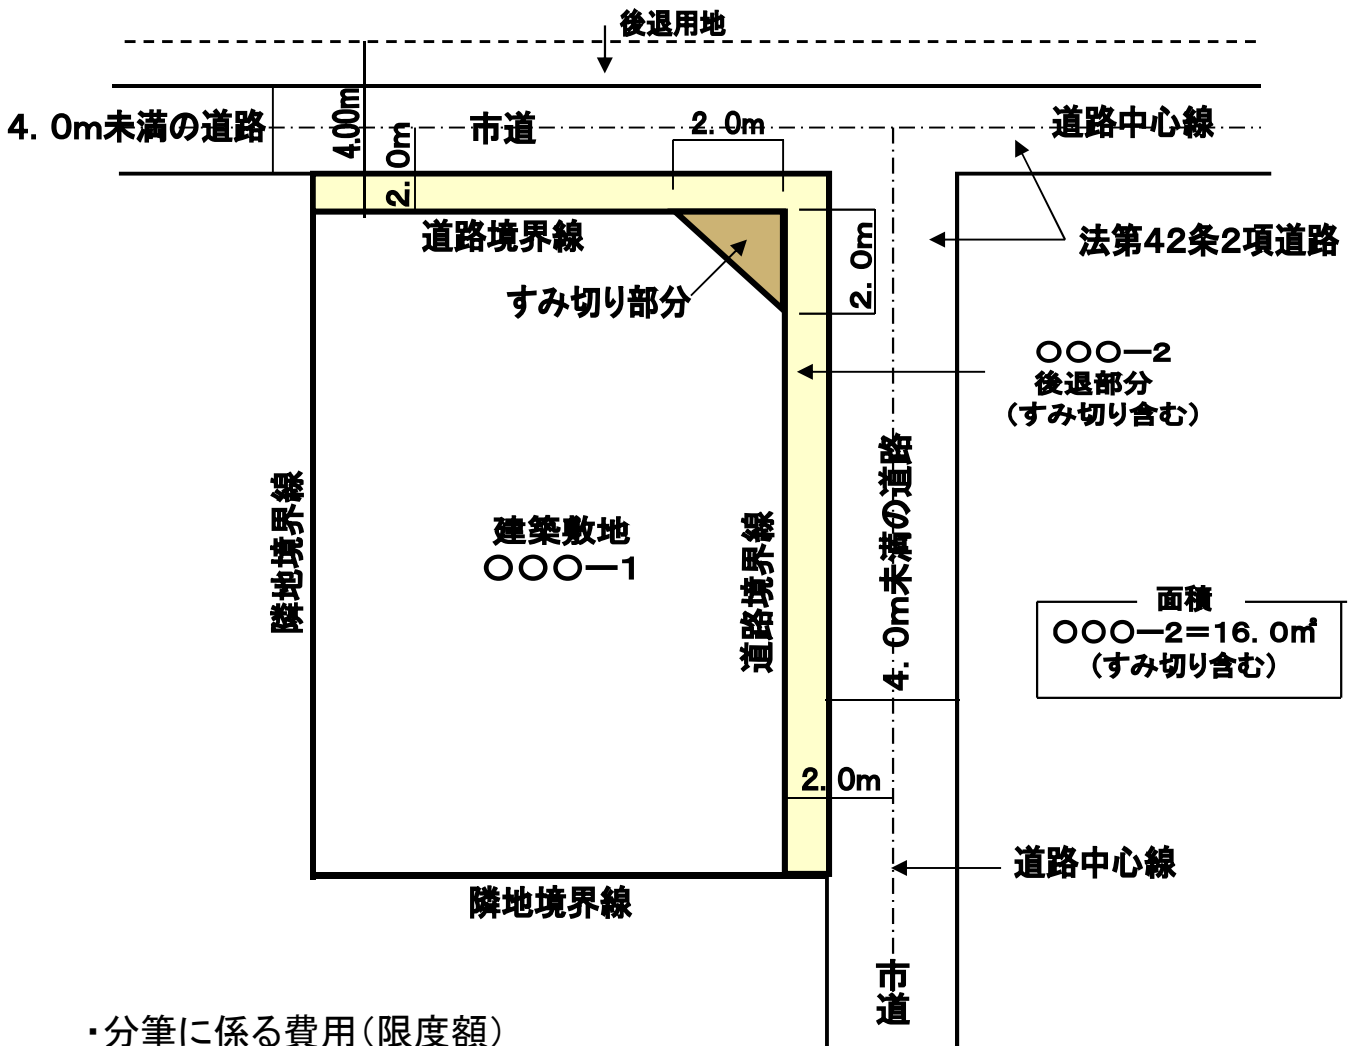 後退用地
4．0m未満の道路
4.00m
2．0m
市道
2．0m
道路中心線
道路境界線
2．0m
法第42条2項道路
すみ切り部分
○○○－2
後退部分
（すみ切り含む）
隣地境界線
建築敷地
○○○－1
道路境界線
4．0m未満の道路
面積
○○○－2＝16．0㎡
（すみ切り含む）
2．0m
道路中心線
隣地境界線
市道
・分筆に係る費用（限度額）